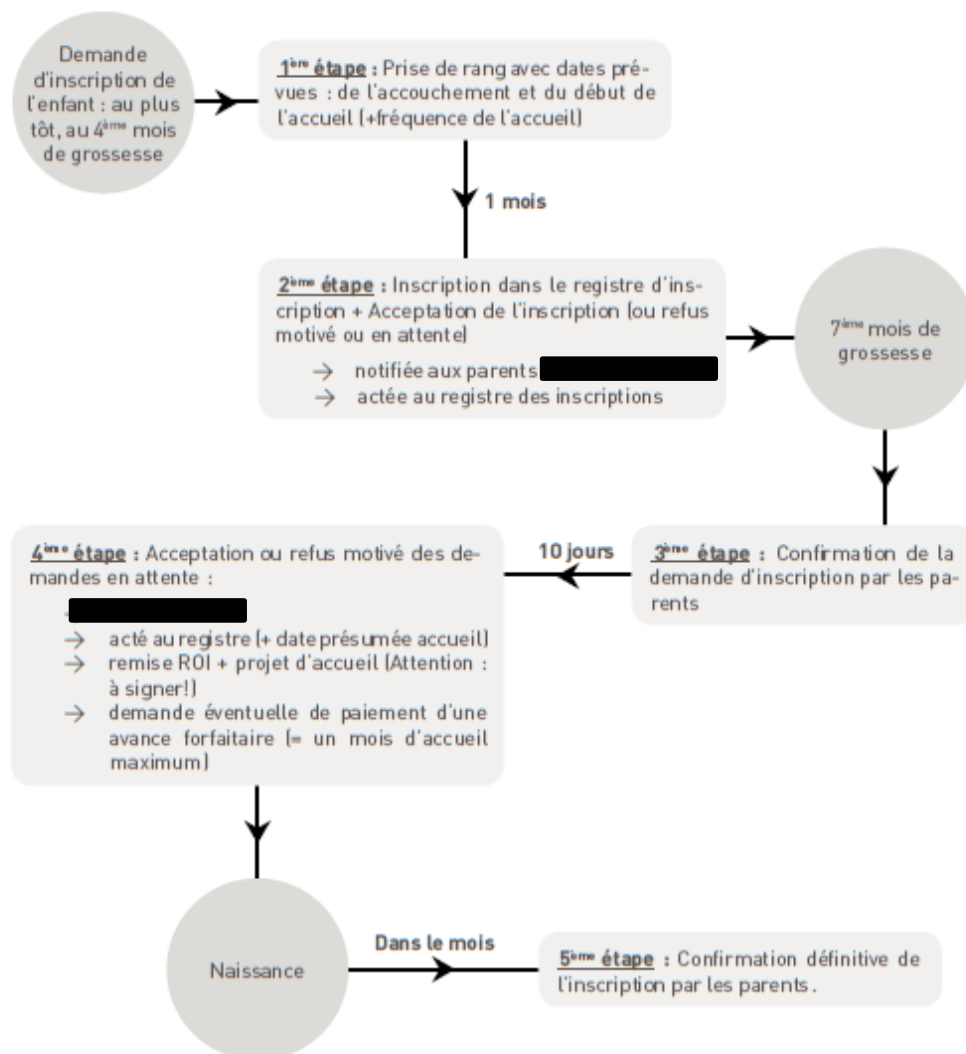 Demande
d'inscription de
l'enfant : au plus
tôt, au 4ème mois
de grossesse
1ère étape : Prise de rang avec dates pré-
vues : de l'accouchement et du début de
l'accueil (+fréquence de l'accueil)
1 mois
2ème étape : Inscription dans le registre d'ins-
cription + Acceptation de l'inscription (ou refus
motivé ou en attente)
→ notifiée aux parents
→ actée au registre des inscriptions
7ème mois de
grossesse
3ème étape : Confirmation de la
demande d'inscription par les pa-
rents
10 jours
4ème étape : Acceptation ou refus motivé des de-
mandes en attente :
→ acté au registre (+ date présumée accueil)
→ remise ROI + projet d'accueil (Attention :
à signer!)
→ demande éventuelle de paiement d'une
avance forfaitaire (= un mois d'accueil
maximum)
Naissance
Dans le mois
5ème étape : Confirmation définitive de
l'inscription par les parents.